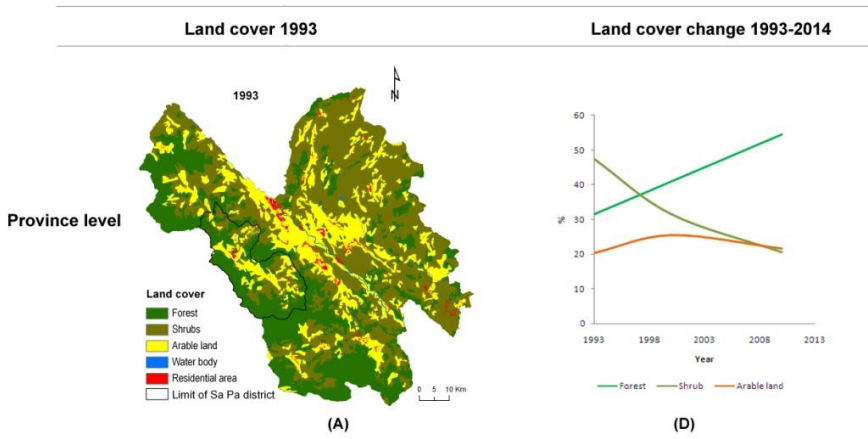 Land cover 1993
Land cover change 1993-2014
1993
N
Province level
Land cover
Forest
Shrubs
Arable land
Water body
Residential area
Limit of Sa Pa district
0 5 10 Km
(A)
60
50
40
30
20
10
0
%
1993 1998 2003 2008 2013
Year
Forest Shrub Arable land
(D)